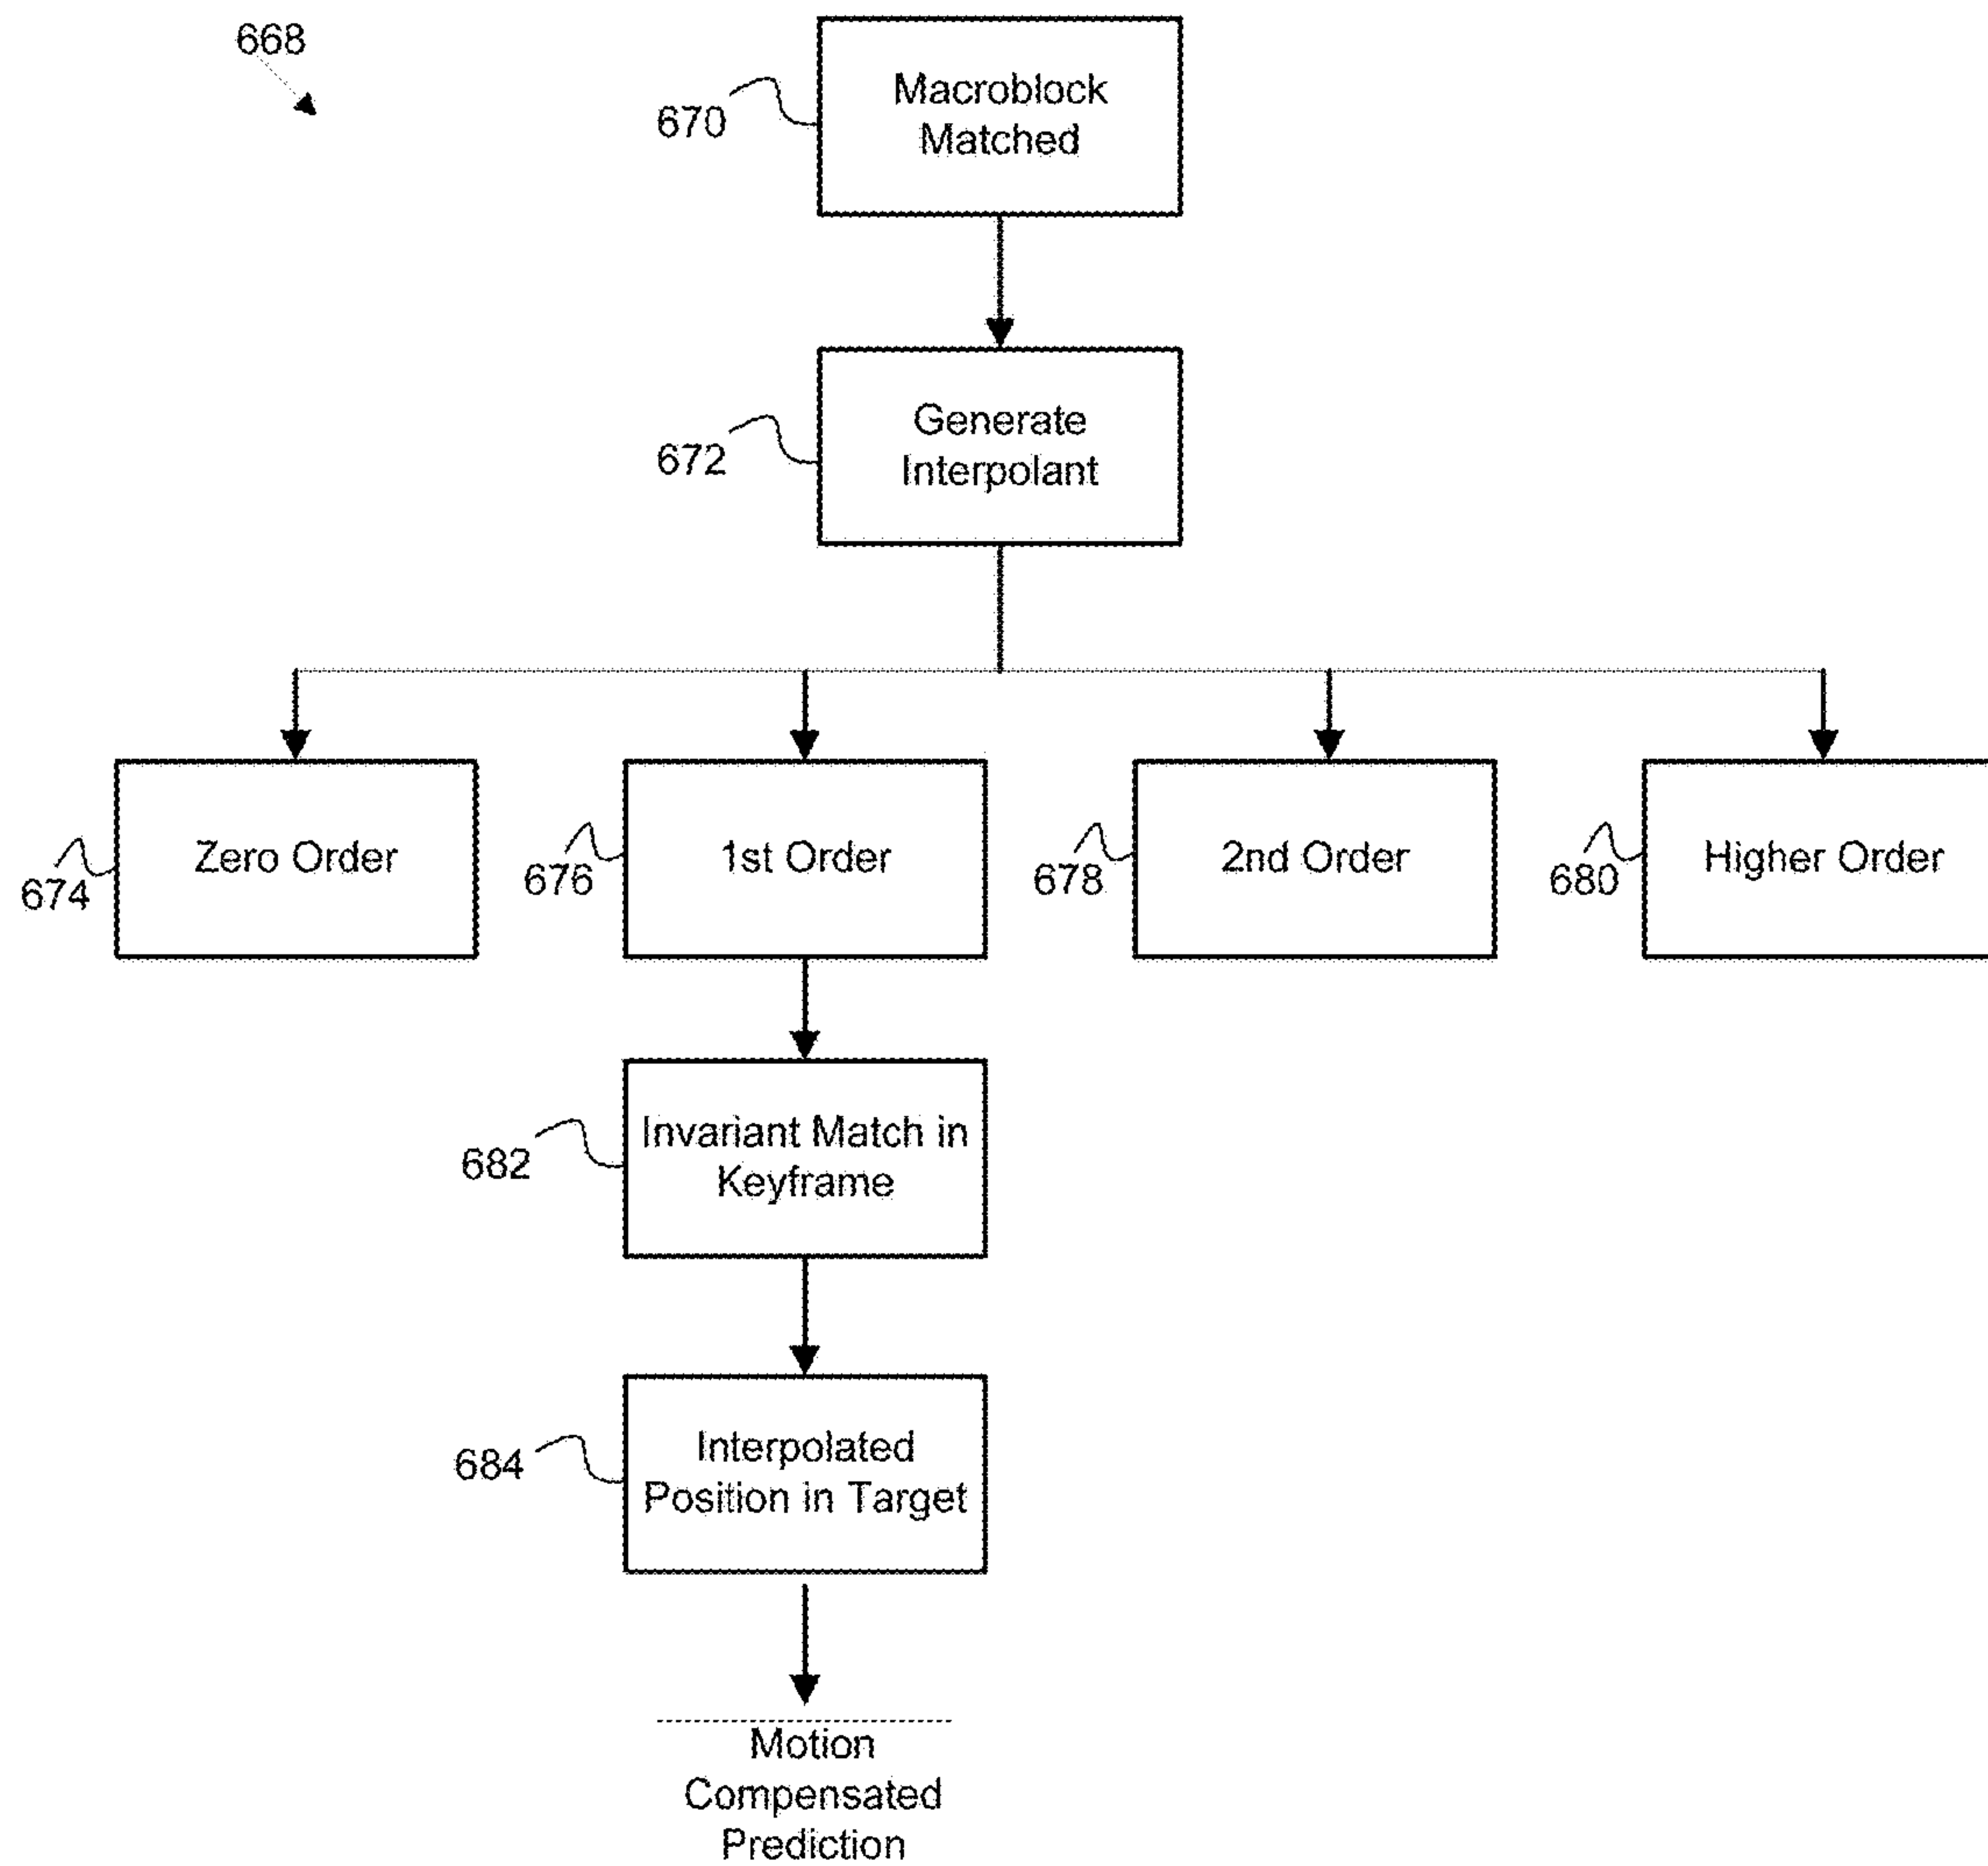 668
670
Macroblock
Matched
672
Generate
Interpolant
674
Zero Order
676
1st Order
678
2nd Order
680
Higher Order
682
Invariant Match in
Keyframe
684
Interpolated
Position in Target
Motion
Compensated
Prediction